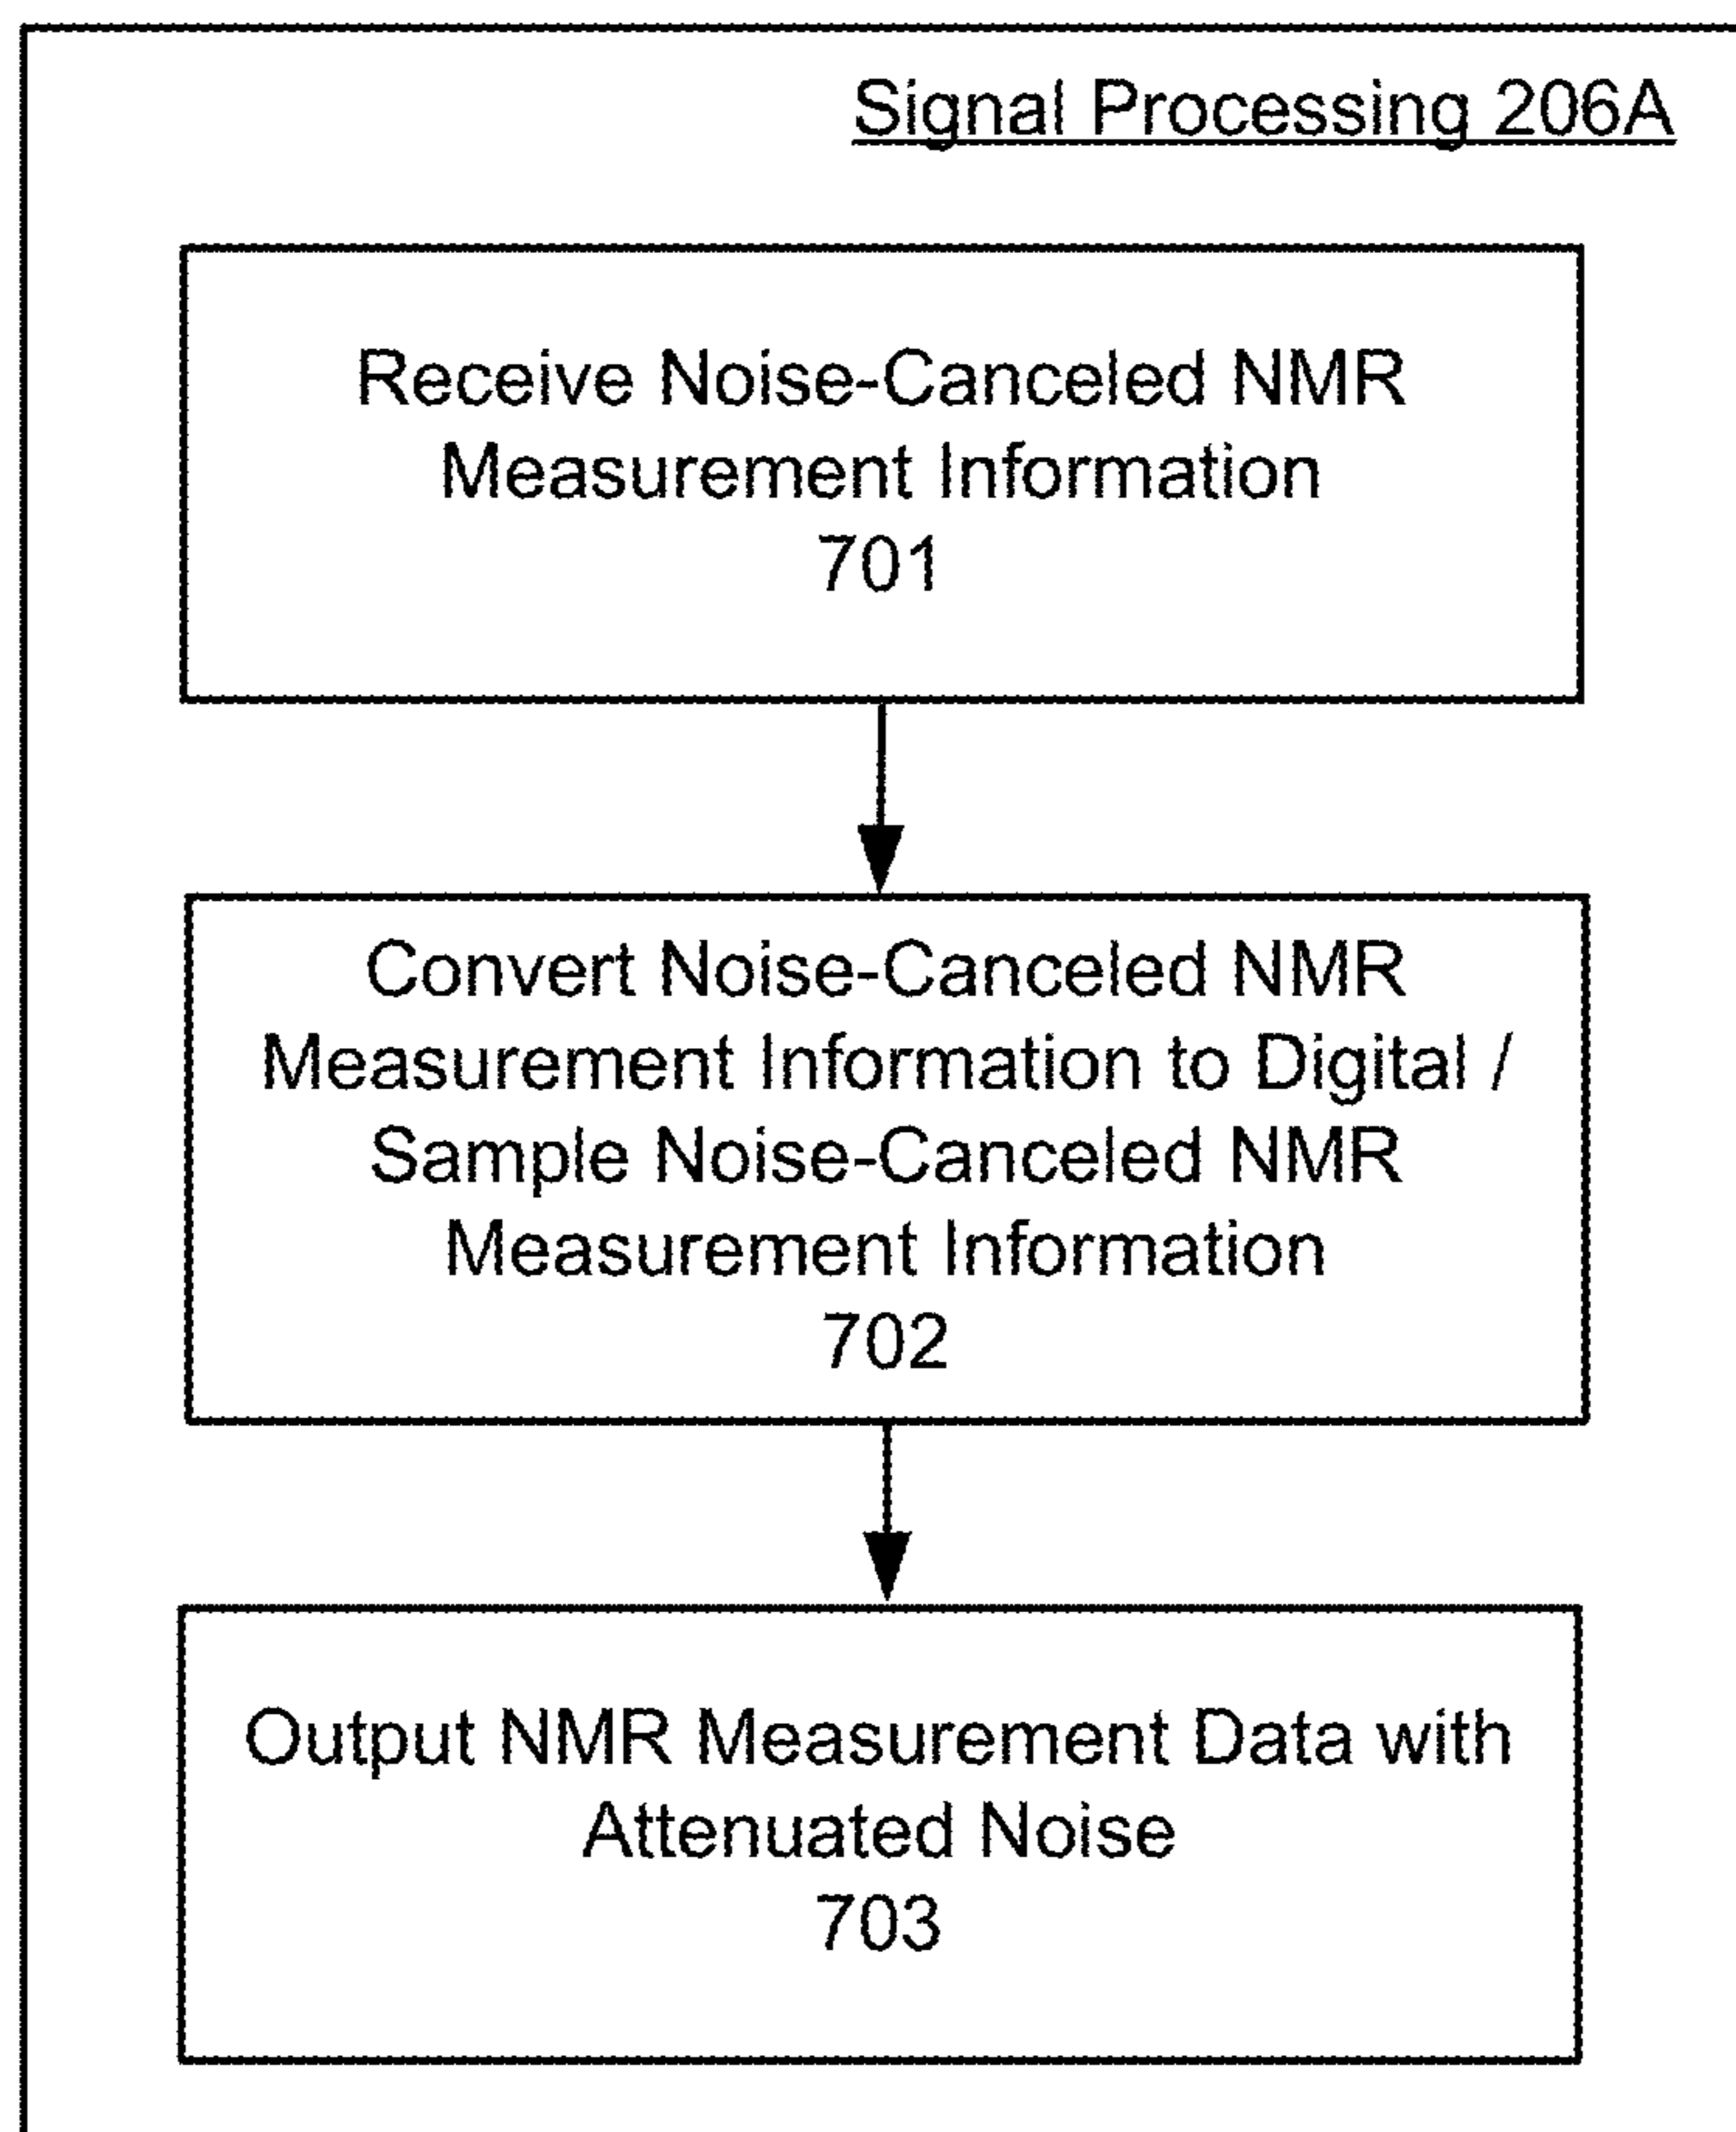 Signal Processing 206A
Receive Noise-Canceled NMR
Measurement Information
701
Convert Noise-Canceled NMR
Measurement Information to Digital /
Sample Noise-Canceled NMR
Measurement Information
702
Output NMR Measurement Data with
Attenuated Noise
703